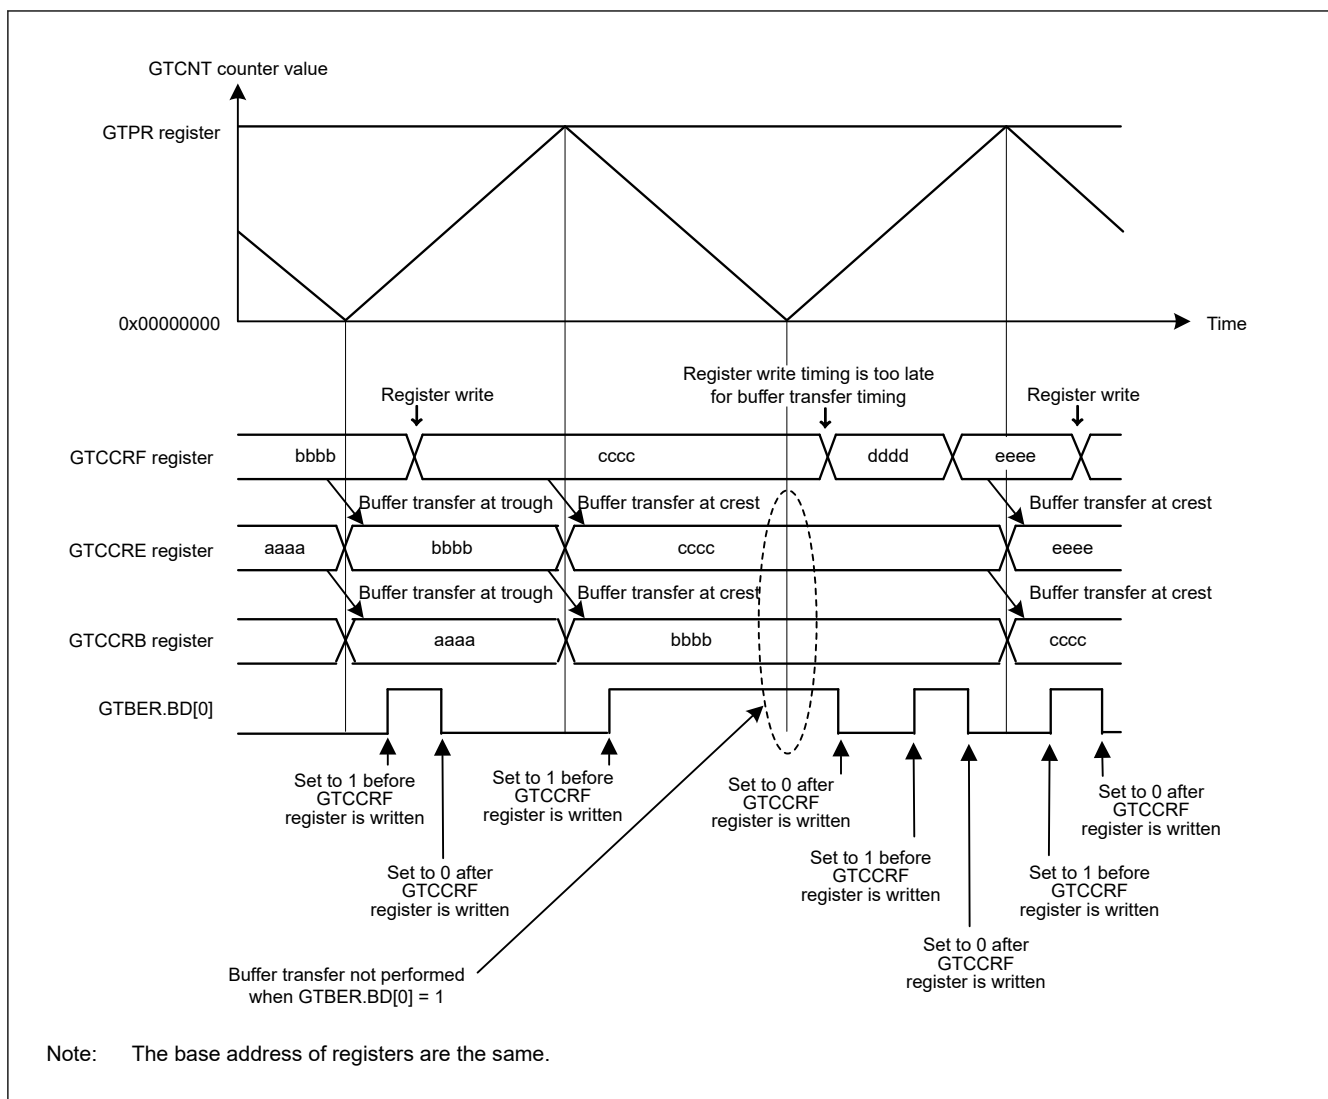 GTCNT counter value
GTPR register
0x00000000
Time
Register write timing is too late
for buffer transfer timing
Register write
Register write
GTCCRF register
bbbb
cccc
dddd
eeee
Buffer transfer at trough
Buffer transfer at crest
Buffer transfer at crest
GTCCRE register
aaaa
bbbb
cccc
eeee
Buffer transfer at trough
Buffer transfer at crest
Buffer transfer at crest
GTCCRB register
aaaa
bbbb
cccc
GTBER.BD[0]
Set to 1 before
GTCCRF
register is written
Set to 1 before
GTCCRF
register is written
Set to 0 after
GTCCRF
register is written
Set to 0 after
GTCCRF
register is written
Set to 0 after
GTCCRF
register is written
Set to 1 before
GTCCRF
register is written
Set to 1 before
GTCCRF
register is written
Set to 0 after
GTCCRF
register is written
Buffer transfer not performed
when GTBER.BD[0] = 1
Note: The base address of registers are the same.